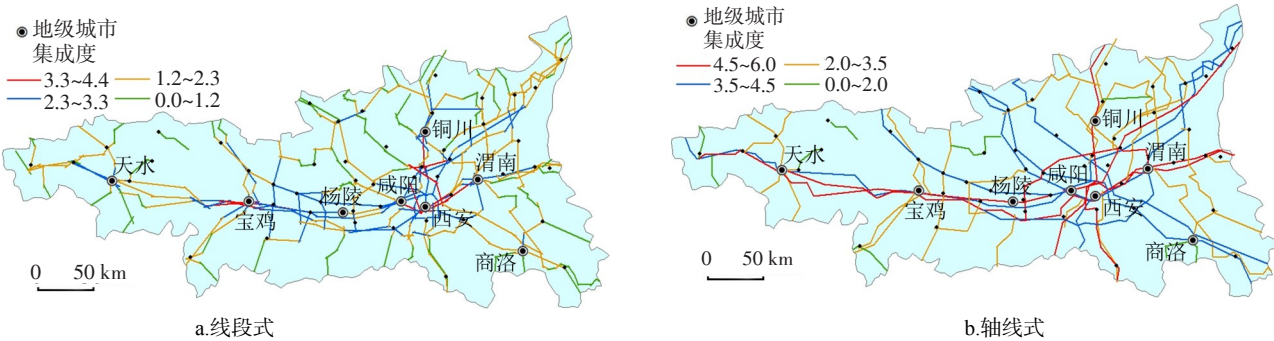 地级城市
集成度
3.3~4.4 1.2~2.3
2.3~3.3 0.0~1.2
铜川
天水
渭南
咸阳
杨陵
宝鸡
西安
商洛
0 50 km
a.线段式
地级城市
集成度
4.5~6.0 2.0~3.5
3.5~4.5 0.0~2.0
铜川
天水
渭南
咸阳
杨陵
宝鸡
西安
商洛
0 50 km
b.轴线式